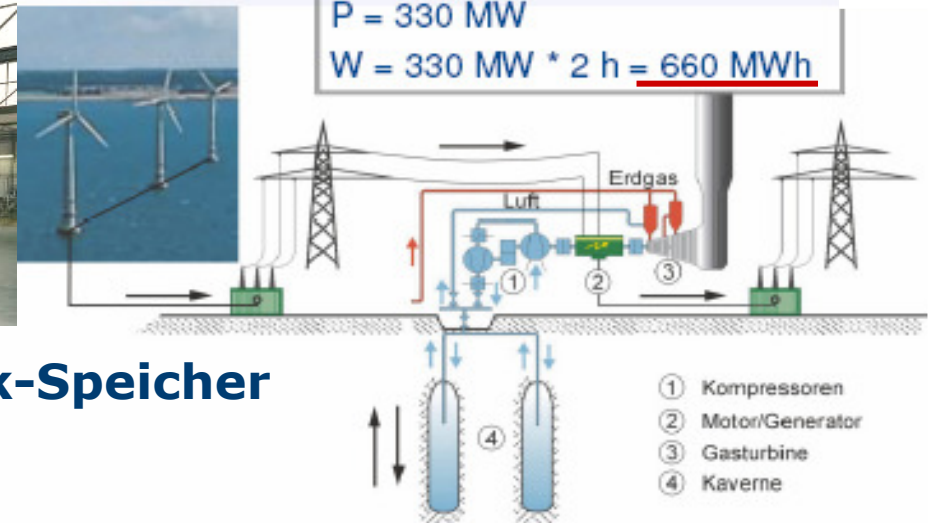 P = 330 MW
W = 330 MW * 2 h = 660 MWh
Erdgas
Luft
1
2
3
k-Speicher
4
1 Kompressoren
2 Motor/Generator
3 Gasturbine
4 Kaverne